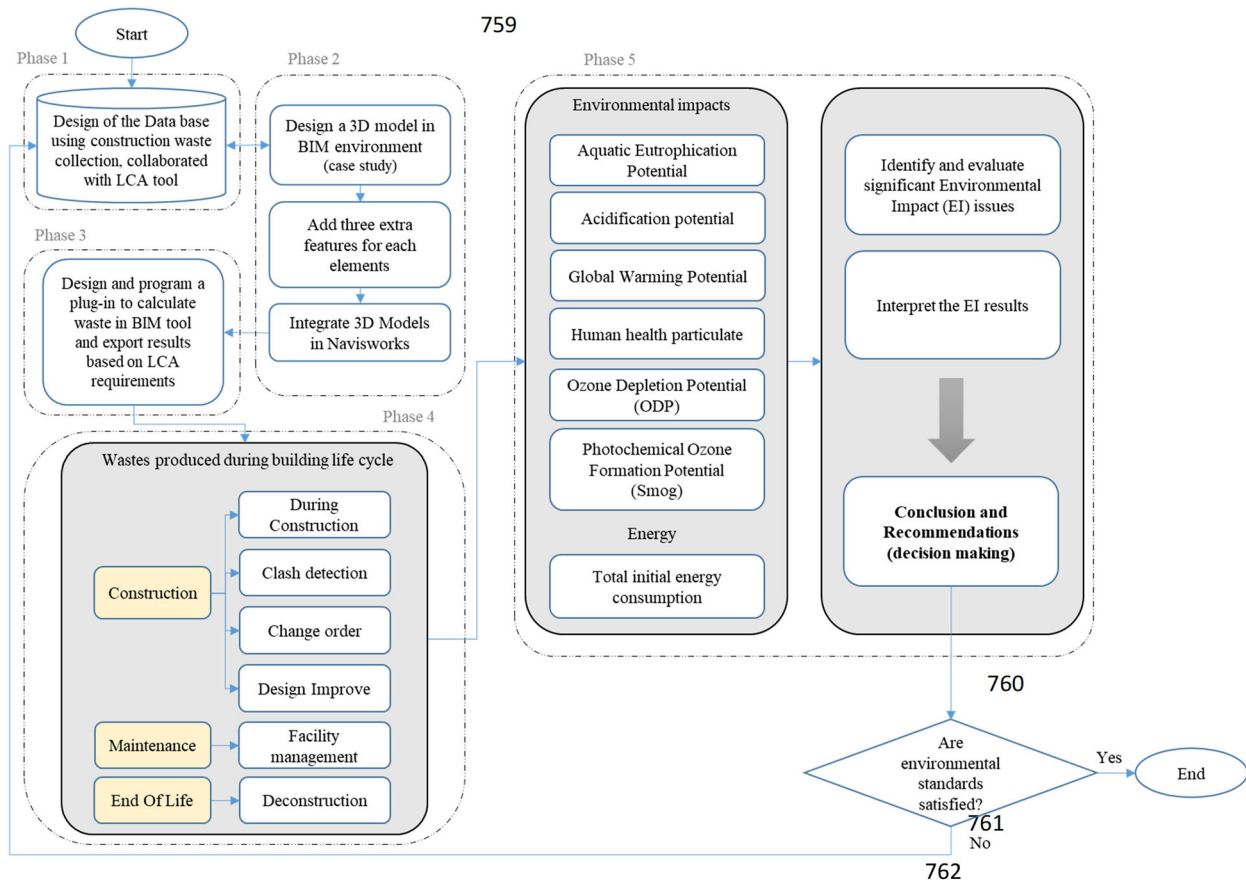 759
Start
Phase 1
Design of the Data base
using construction waste
collection, collaborated
with LCA tool
Phase 2
Design a 3D model in
BIM environment
(case study)
Add three extra
features for each
elements
Integrate 3D Models
in Navisworks
Phase 3
Design and program a
plug-in to calculate
waste in BIM tool
and export results
based on LCA
requirements
Phase 4
Wastes produced during building life cycle
Construction
During
Construction
Clash detection
Change order
Design Improve
Maintenance
Facility
management
End Of Life
Deconstruction
Phase 5
Environmental impacts
Aquatic Eutrophication
Potential
Acidification potential
Global Warming Potential
Human health particulate
Ozone Depletion Potential
(ODP)
Photochemical Ozone
Formation Potential
(Smog)
Energy
Total initial energy
consumption
Identify and evaluate
significant Environmental
Impact (EI) issues
Interpret the EI results
Conclusion and
Recommendations
(decision making)
760
Are
environmental
standards
satisfied?
Yes
End
761
No
762